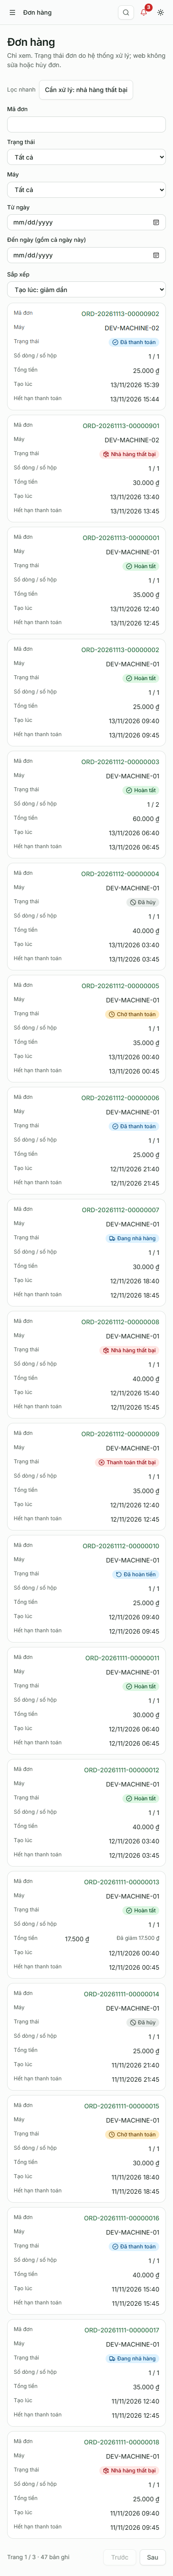 Đơn hàng
3
Đơn hàng
Chỉ xem. Trạng thái đơn do hệ thống xử lý; web không sửa hoặc hủy đơn.
Lọc nhanh
Cần xử lý: nhà hàng thất bại
Mã đơn
Trạng thái
Tất cả
Máy
Tất cả
Từ ngày
mm/dd/yyyy
Đến ngày (gồm cả ngày này)
mm/dd/yyyy
Sắp xếp
Tạo lúc: giảm dần
Mã đơn ORD-20261113-00000902
Máy DEV-MACHINE-02
Trạng thái Đã thanh toán
Số dòng / số hộp 1 / 1
Tổng tiền 25.000 ₫
Tạo lúc 13/11/2026 15:39
Hết hạn thanh toán 13/11/2026 15:44
Mã đơn ORD-20261113-00000901
Máy DEV-MACHINE-02
Trạng thái Nhả hàng thất bại
Số dòng / số hộp 1 / 1
Tổng tiền 30.000 ₫
Tạo lúc 13/11/2026 13:40
Hết hạn thanh toán 13/11/2026 13:45
Mã đơn ORD-20261113-00000001
Máy DEV-MACHINE-01
Trạng thái Hoàn tất
Số dòng / số hộp 1 / 1
Tổng tiền 35.000 ₫
Tạo lúc 13/11/2026 12:40
Hết hạn thanh toán 13/11/2026 12:45
Mã đơn ORD-20261113-00000002
Máy DEV-MACHINE-01
Trạng thái Hoàn tất
Số dòng / số hộp 1 / 1
Tổng tiền 25.000 ₫
Tạo lúc 13/11/2026 09:40
Hết hạn thanh toán 13/11/2026 09:45
Mã đơn ORD-20261112-00000003
Máy DEV-MACHINE-01
Trạng thái Hoàn tất
Số dòng / số hộp 1 / 2
Tổng tiền 60.000 ₫
Tạo lúc 13/11/2026 06:40
Hết hạn thanh toán 13/11/2026 06:45
Mã đơn ORD-20261112-00000004
Máy DEV-MACHINE-01
Trạng thái Đã hủy
Số dòng / số hộp 1 / 1
Tổng tiền 40.000 ₫
Tạo lúc 13/11/2026 03:40
Hết hạn thanh toán 13/11/2026 03:45
Mã đơn ORD-20261112-00000005
Máy DEV-MACHINE-01
Trạng thái Chờ thanh toán
Số dòng / số hộp 1 / 1
Tổng tiền 35.000 ₫
Tạo lúc 13/11/2026 00:40
Hết hạn thanh toán 13/11/2026 00:45
Mã đơn ORD-20261112-00000006
Máy DEV-MACHINE-01
Trạng thái Đã thanh toán
Số dòng / số hộp 1 / 1
Tổng tiền 25.000 ₫
Tạo lúc 12/11/2026 21:40
Hết hạn thanh toán 12/11/2026 21:45
Mã đơn ORD-20261112-00000007
Máy DEV-MACHINE-01
Trạng thái Đang nhả hàng
Số dòng / số hộp 1 / 1
Tổng tiền 30.000 ₫
Tạo lúc 12/11/2026 18:40
Hết hạn thanh toán 12/11/2026 18:45
Mã đơn ORD-20261112-00000008
Máy DEV-MACHINE-01
Trạng thái Nhả hàng thất bại
Số dòng / số hộp 1 / 1
Tổng tiền 40.000 ₫
Tạo lúc 12/11/2026 15:40
Hết hạn thanh toán 12/11/2026 15:45
Mã đơn ORD-20261112-00000009
Máy DEV-MACHINE-01
Trạng thái Thanh toán thất bại
Số dòng / số hộp 1 / 1
Tổng tiền 35.000 ₫
Tạo lúc 12/11/2026 12:40
Hết hạn thanh toán 12/11/2026 12:45
Mã đơn ORD-20261112-00000010
Máy DEV-MACHINE-01
Trạng thái Đã hoàn tiền
Số dòng / số hộp 1 / 1
Tổng tiền 25.000 ₫
Tạo lúc 12/11/2026 09:40
Hết hạn thanh toán 12/11/2026 09:45
Mã đơn ORD-20261111-00000011
Máy DEV-MACHINE-01
Trạng thái Hoàn tất
Số dòng / số hộp 1 / 1
Tổng tiền 30.000 ₫
Tạo lúc 12/11/2026 06:40
Hết hạn thanh toán 12/11/2026 06:45
Mã đơn ORD-20261111-00000012
Máy DEV-MACHINE-01
Trạng thái Hoàn tất
Số dòng / số hộp 1 / 1
Tổng tiền 40.000 ₫
Tạo lúc 12/11/2026 03:40
Hết hạn thanh toán 12/11/2026 03:45
Mã đơn ORD-20261111-00000013
Máy DEV-MACHINE-01
Trạng thái Hoàn tất
Số dòng / số hộp 1 / 1
Tổng tiền 17.500 ₫ Đã giảm 17.500 ₫
Tạo lúc 12/11/2026 00:40
Hết hạn thanh toán 12/11/2026 00:45
Mã đơn ORD-20261111-00000014
Máy DEV-MACHINE-01
Trạng thái Đã hủy
Số dòng / số hộp 1 / 1
Tổng tiền 25.000 ₫
Tạo lúc 11/11/2026 21:40
Hết hạn thanh toán 11/11/2026 21:45
Mã đơn ORD-20261111-00000015
Máy DEV-MACHINE-01
Trạng thái Chờ thanh toán
Số dòng / số hộp 1 / 1
Tổng tiền 30.000 ₫
Tạo lúc 11/11/2026 18:40
Hết hạn thanh toán 11/11/2026 18:45
Mã đơn ORD-20261111-00000016
Máy DEV-MACHINE-01
Trạng thái Đã thanh toán
Số dòng / số hộp 1 / 1
Tổng tiền 40.000 ₫
Tạo lúc 11/11/2026 15:40
Hết hạn thanh toán 11/11/2026 15:45
Mã đơn ORD-20261111-00000017
Máy DEV-MACHINE-01
Trạng thái Đang nhả hàng
Số dòng / số hộp 1 / 1
Tổng tiền 35.000 ₫
Tạo lúc 11/11/2026 12:40
Hết hạn thanh toán 11/11/2026 12:45
Mã đơn ORD-20261111-00000018
Máy DEV-MACHINE-01
Trạng thái Nhả hàng thất bại
Số dòng / số hộp 1 / 1
Tổng tiền 25.000 ₫
Tạo lúc 11/11/2026 09:40
Hết hạn thanh toán 11/11/2026 09:45
Trang 1 / 3 · 47 bản ghi
Trước
Sau